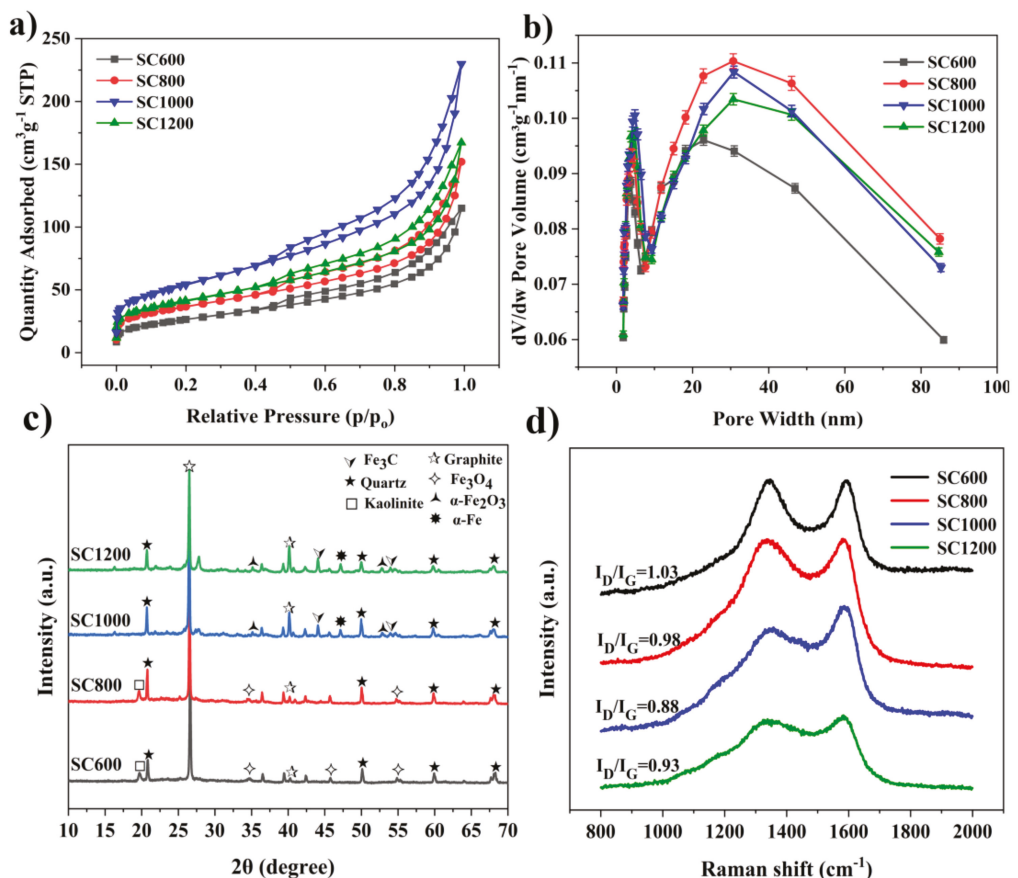 a)
SC600
SC800
SC1000
SC1200
Quantity Adsorbed (cm³g⁻¹ STP)
250
200
150
100
50
0
0.0 0.2 0.4 0.6 0.8 1.0
Relative Pressure (p/pₒ)
b)
SC600
SC800
SC1000
SC1200
dV/dw Pore Volume (cm³g⁻¹nm⁻¹)
0.11
0.10
0.09
0.08
0.07
0.06
0 20 40 60 80 100
Pore Width (nm)
c)
Fe₃C
Quartz
Kaolinite
Graphite
Fe₃O₄
α-Fe₂O₃
α-Fe
SC1200
SC1000
SC800
SC600
Intensity (a.u.)
10 15 20 25 30 35 40 45 50 55 60 65 70
2θ (degree)
d)
SC600
SC800
SC1000
SC1200
I_D/I_G=1.03
I_D/I_G=0.98
I_D/I_G=0.88
I_D/I_G=0.93
Intensity (a.u.)
800 1000 1200 1400 1600 1800 2000
Raman shift (cm⁻¹)